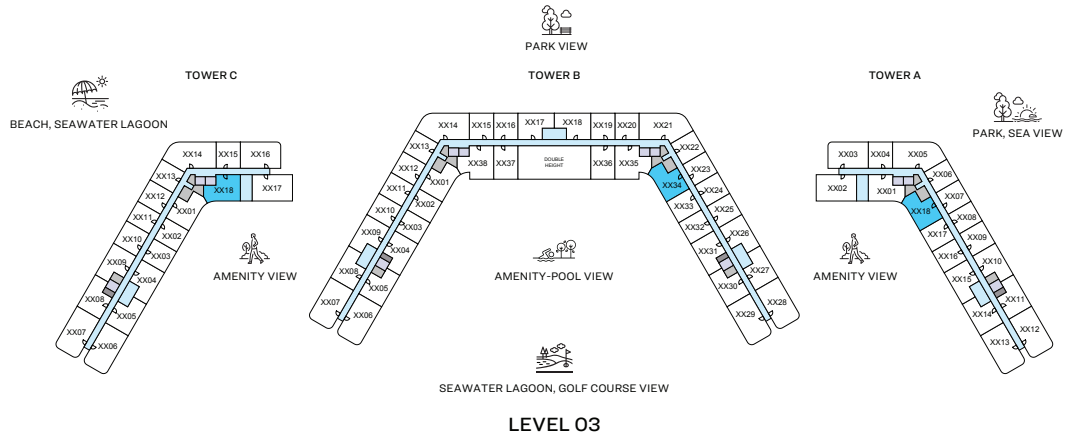 PARK VIEW
TOWER C
TOWER B
TOWER A
BEACH, SEAWATER LAGOON
PARK, SEA VIEW
XX14
XX15
XX16
XX13
XX18
XX17
XX12
XX01
XX11
XX02
XX10
XX03
XX09
XX04
XX08
XX05
XX07
XX06
AMENITY VIEW
XX14
XX15
XX16
XX17
XX18
XX19
XX20
XX21
XX13
XX38
XX37
DOUBLE
HEIGHT
XX36
XX35
XX22
XX12
XX01
XX34
XX23
XX11
XX02
XX33
XX24
XX10
XX03
XX32
XX25
XX09
XX04
XX31
XX26
XX08
XX05
XX30
XX27
XX07
XX06
XX29
XX28
AMENITY-POOL VIEW
XX03
XX04
XX05
XX02
XX01
XX06
XX18
XX07
XX17
XX08
XX16
XX09
XX15
XX10
XX14
XX11
XX13
XX12
AMENITY VIEW
SEAWATER LAGOON, GOLF COURSE VIEW
LEVEL 03